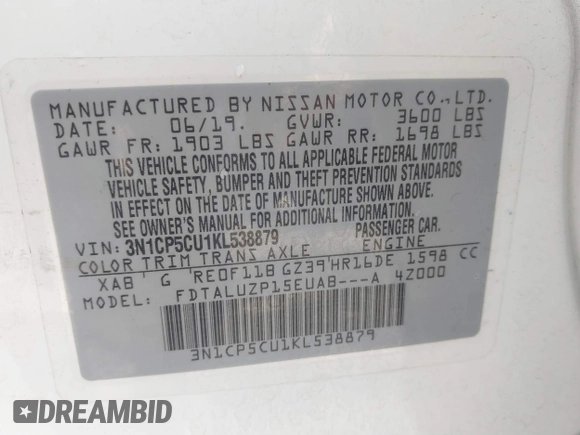 MANUFACTURED BY NISSAN MOTOR CO., LTD.
DATE: 06/19. GVWR: 3600 LBS
GAWR FR: 1903 LBS GAWR RR: 1698 LBS
THIS VEHICLE CONFORMS TO ALL APPLICABLE FEDERAL MOTOR
VEHICLE SAFETY, BUMPER AND THEFT PREVENTION STANDARDS
IN EFFECT ON THE DATE OF MANUFACTURE SHOWN ABOVE.
SEE OWNER'S MANUAL OR FOR MORE INFORMATION.
VIN: 3N1CP5CU1KL538879 PASSENGER CAR.
COLOR TRIM TRANS AXLE ENGINE
XAB G RE0F11B GZ39 HR16DE 1598 CC
MODEL: FDTALUZP15EUAB---A 42000
3N1CP5CU1KL538879
DREAMBID